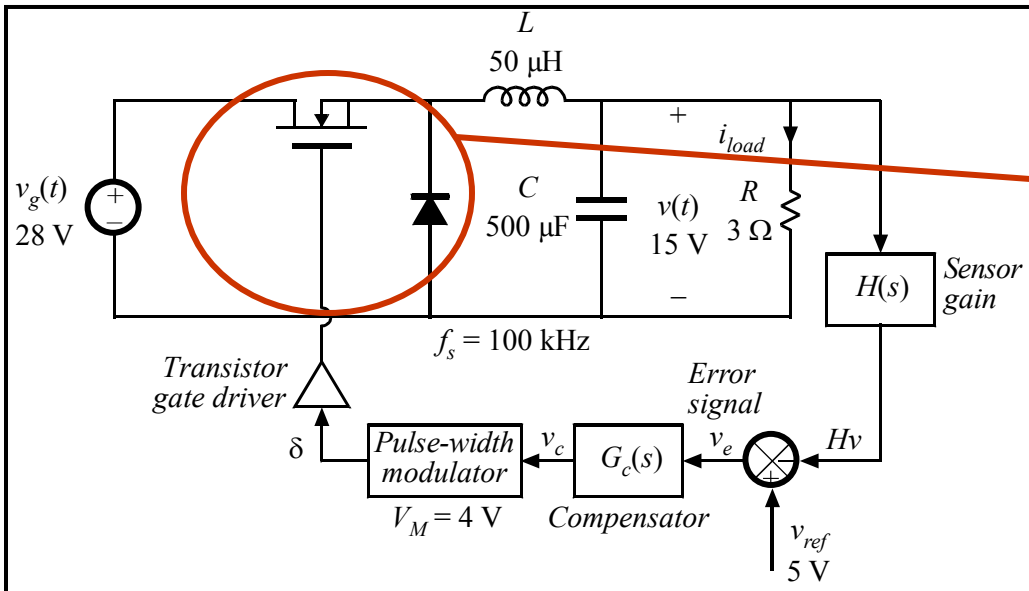 L
50 μH
+
i_load
v_g(t)
28 V
+
–
C
500 μF
v(t)
15 V
R
3 Ω
–
H(s)
Sensor
gain
f_s = 100 kHz
Transistor
gate driver
δ
Pulse-width
modulator
V_M = 4 V
v_c
G_c(s)
Compensator
Error
signal
v_e
–
+
Hv
v_ref
5 V